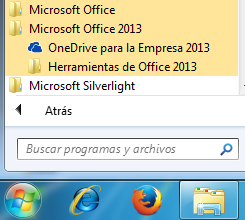 Microsoft Office
Microsoft Office 2013
OneDrive para la Empresa 2013
Herramientas de Office 2013
Microsoft Silverlight
Atrás
Buscar programas y archivos